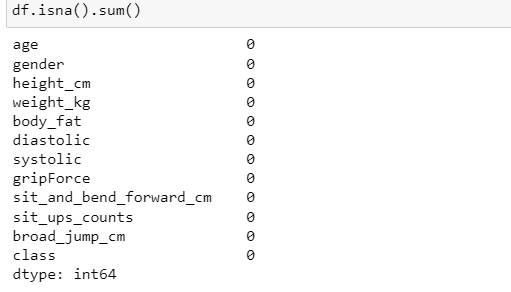 df.isna().sum()
age 0
gender 0
height_cm 0
weight_kg 0
body_fat 0
diastolic 0
systolic 0
gripForce 0
sit_and_bend_forward_cm 0
sit_ups_counts 0
broad_jump_cm 0
class 0
dtype: int64